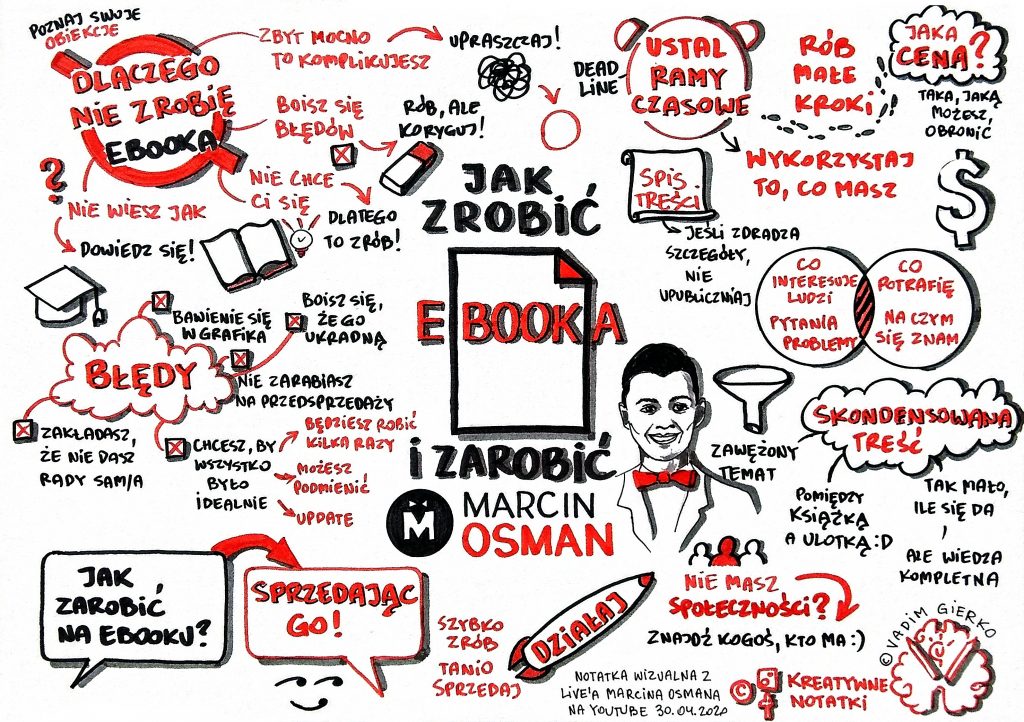 POZNAJ SWOJE
OBIEKCJE
DLACZEGO
NIE ZROBIĘ
EBOOKA
ZBYT MOCNO
TO KOMPLIKUJESZ
UPRASZCZAJ!
BOISZ SIĘ
BŁĘDÓW
RÓB, ALE
KORYGUJ!
NIE CHCE
CI SIĘ
DLATEGO
TO ZRÓB!
?
NIE WIESZ JAK
DOWIEDZ SIĘ!
JAK
ZROBIĆ
EBOOKA
I ZAROBIĆ
M
MARCIN
OSMAN
DEAD
LINE
USTAL
RAMY
CZASOWE
RÓB
MAŁE
KROKI
JAKA
CENA?
TAKA, JAKĄ
MOŻESZ,
OBRONIĆ
$
WYKORZYSTAJ
TO, CO MASZ
SPIS
TREŚCI
JEŚLI ZDRADZA
SZCZEGÓŁY,
NIE
UPUBLICZNIAJ
CO
INTERESUJE
LUDZI
PYTANIA
PROBLEMY
CO
POTRAFIĘ
NA CZYM
SIĘ ZNAM
BŁĘDY
BAWIENIE SIĘ
W GRAFIKA
BOISZ SIĘ,
ŻE GO
UKRADNĄ
NIE ZARABIASZ
NA PRZEDSPRZEDAŻY
ZAKŁADASZ,
ŻE NIE DASZ
RADY SAM/A
CHCESZ, BY
WSZYSTKO
BYŁO
IDEALNIE
BĘDZIESZ ROBIĆ
KILKA RAZY
MOŻESZ
PODMIENIĆ
UPDATE
ZAWĘŻONY
TEMAT
SKONDENSOWANA
TREŚĆ
POMIĘDZY
KSIĄŻKĄ
A ULOTKĄ :D
TAK MAŁO,
ILE SIĘ DA
,
ALE WIEDZA
KOMPLETNA
JAK
ZAROBIĆ
NA EBOOKU?
SPRZEDAJĄC
GO!
SZYBKO
ZRÓB
TANIO
SPRZEDAJ
DZIAŁAJ
NIE MASZ
SPOŁECZNOŚCI?
ZNAJDŹ KOGOŚ, KTO MA :)
NOTATKA WIZUALNA Z
LIVE'A MARCINA OSMANA
NA YOUTUBE 30.04.2020
©
KREATYWNE
NOTATKI
© VADIM GIERKO